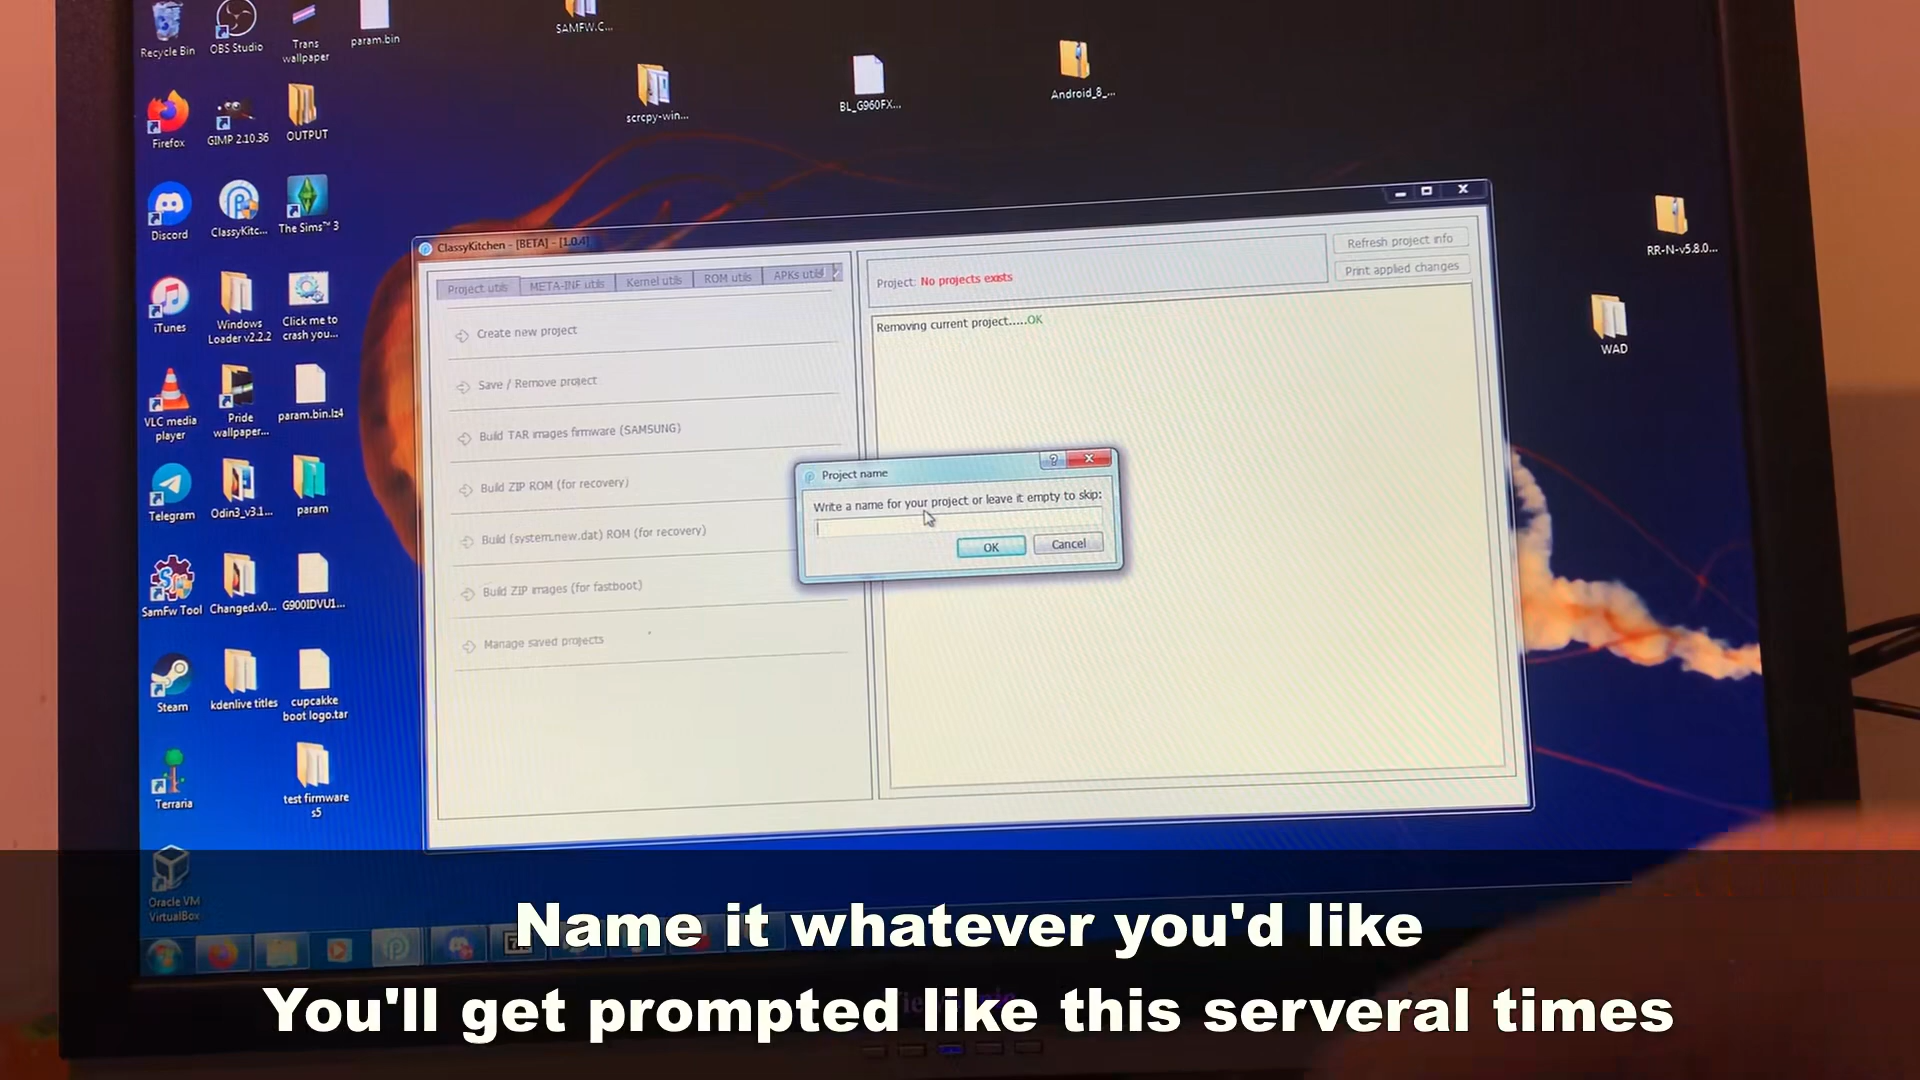 Recycle Bin
OBS Studio
Trans
wallpaper
param.bin
SAMFW.C...
scrcpy-win...
BL_G960FX...
Android_8_...
Firefox
GIMP 2.10.36
OUTPUT
Discord
ClassyKitc...
The Sims™ 3
RR-N-v5.8.0...
WAD
iTunes
Windows
Loader v2.2.2
Click me to
crash you...
VLC media
player
Pride
wallpaper...
param.bin.lz4
Telegram
Odin3_v3.1...
param
SamFw Tool
Changed.v0...
G900IDVU1...
Steam
kdenlive titles
cupcakke
boot logo.tar
Terraria
test firmware
s5
Oracle VM
VirtualBox
ClassyKitchen - [BETA] - [1.0.4]
Project utils
META-INF utils
Kernel utils
ROM utils
APKs util
Create new project
Save / Remove project
Build TAR images firmware (SAMSUNG)
Build ZIP ROM (for recovery)
Build (system.new.dat) ROM (for recovery)
Build ZIP images (for fastboot)
Manage saved projects
Project: No projects exists
Refresh project info
Print applied changes
Removing current project.....OK
Project name
Write a name for your project or leave it empty to skip:
OK
Cancel
Name it whatever you'd like
You'll get prompted like this serveral times